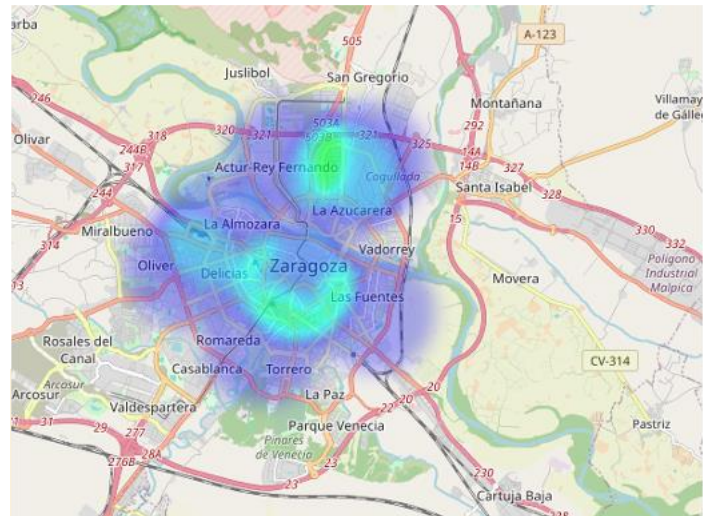 arba
505
A-123
Juslibol
San Gregorio
246
28
Montañana
Villamay
de Gálleg
Olivar
318
320
321
503A
503B
321
325
292
244B
317
14A
14B
327
Actur-Rey Fernando
Cogullada
Santa Isabel
328
244
La Azucarera
Miralbueno
La Almozara
15
330
314
Vadorrey
332
Oliver
Delicias
Zaragoza
Polígono
Industrial
Malpica
13
Movera
Las Fuentes
Rosales del
Canal
Romareda
CV-314
Casablanca
Torrero
Arcosur
Arcosur
La Paz
20
20
Valdespartera
22
31
29
277
Parque Venecia
Pastriz
28A
276B
Pinares
de Venecia
23
23
230
Cartuja Baja